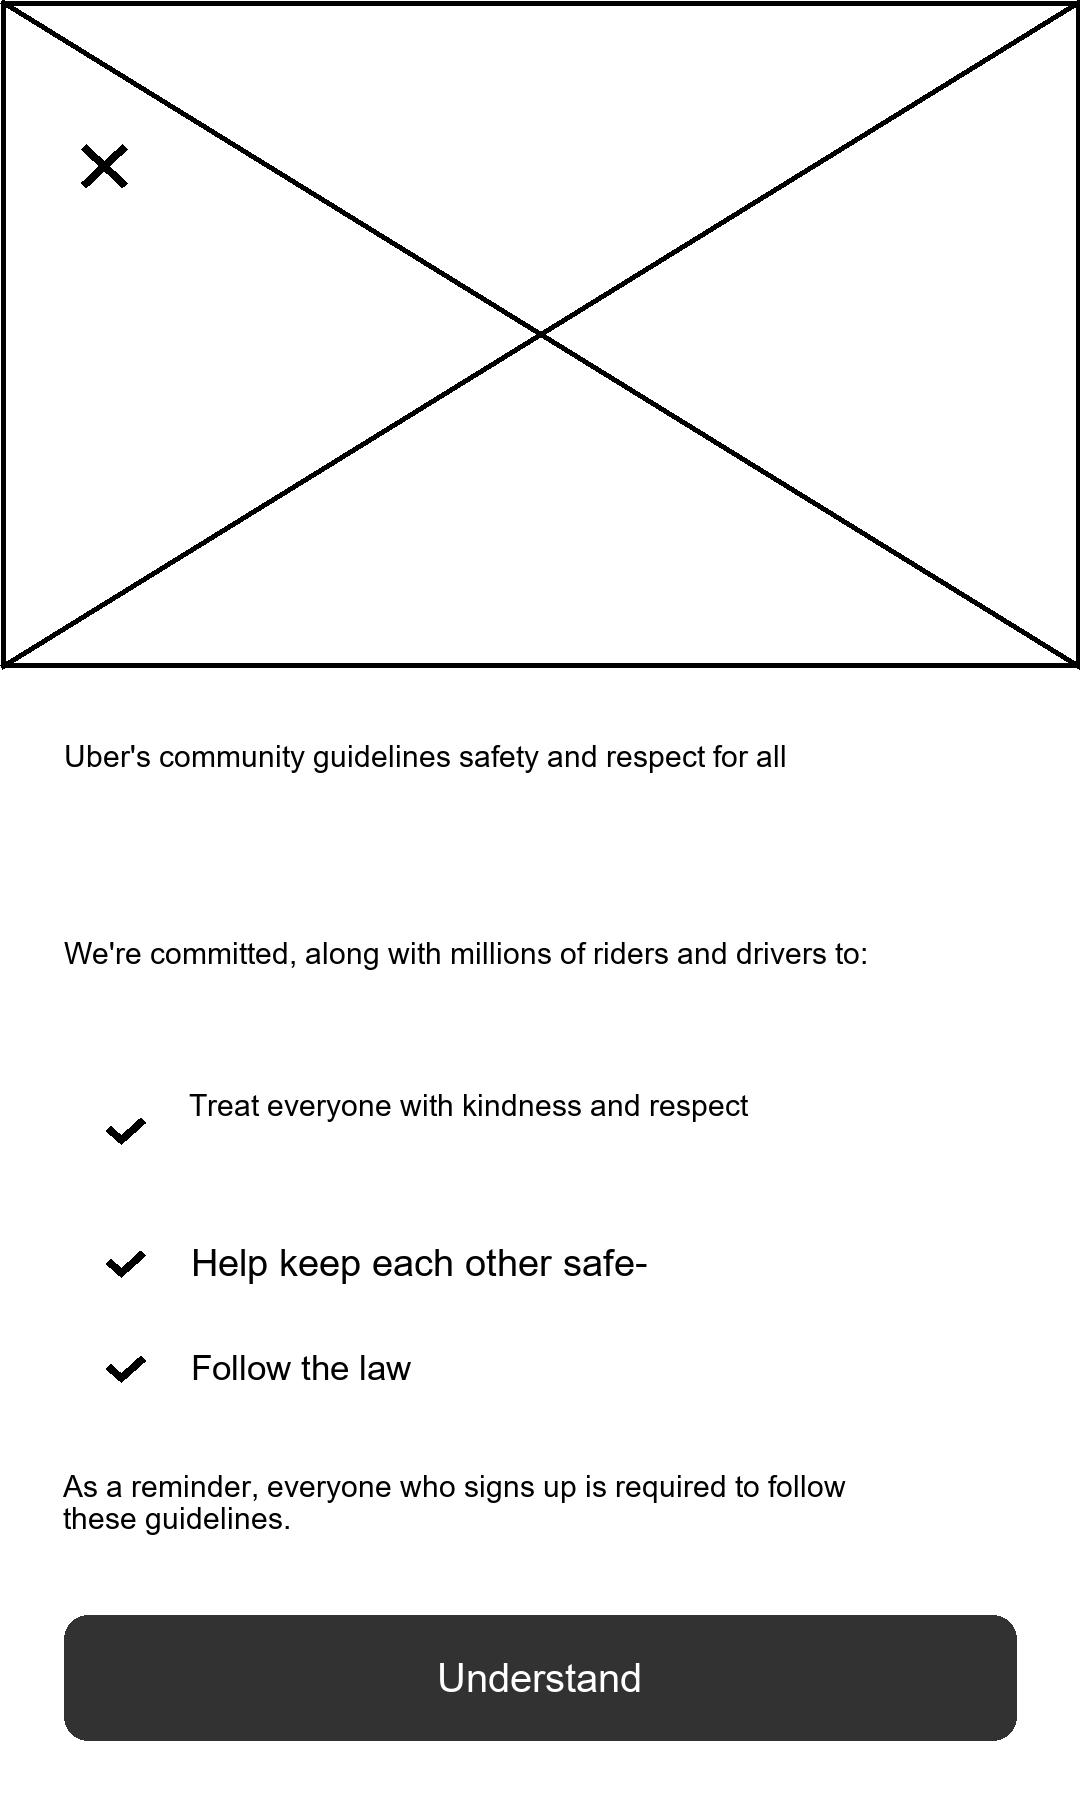 Uber's community guidelines safety and respect for all
We're committed, along with millions of riders and drivers to:
Treat everyone with kindness and respect
Help keep each other safe-
Follow the law
As a reminder, everyone who signs up is required to follow
these guidelines.
Understand